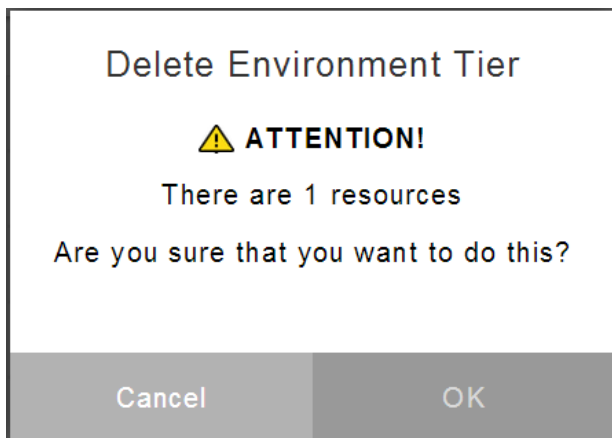 Delete Environment Tier
ATTENTION!
There are 1 resources
Are you sure that you want to do this?
Cancel
OK